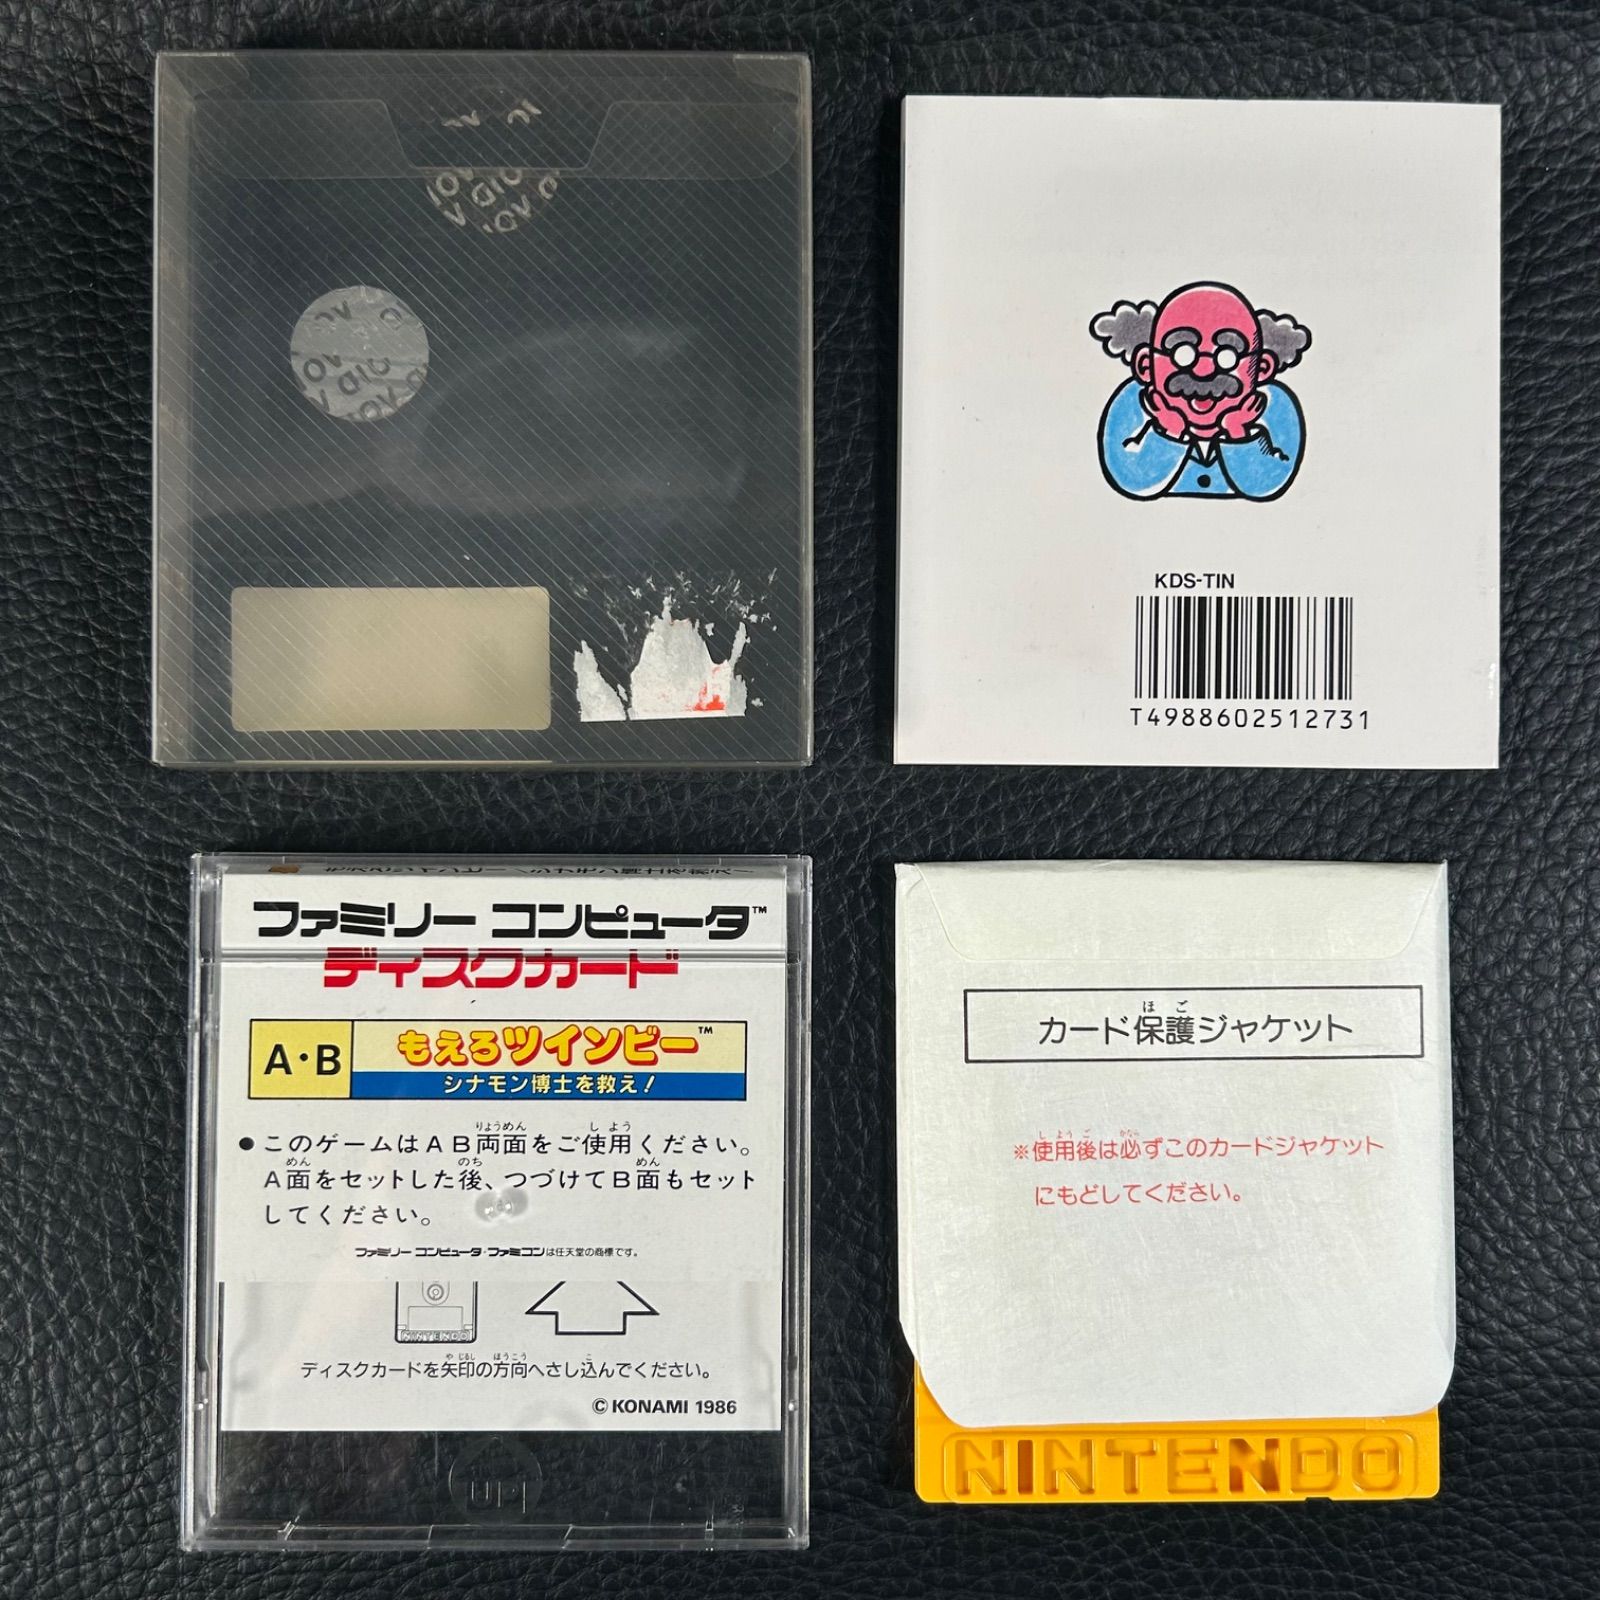 KDS-TIN
T4988602512731
ファミリー コンピュータ™
ディスクカード
A・B
もえろツインビー™
シナモン博士を救え！
りょうめん しよう
●このゲームはＡＢ両面をご使用ください。
めん のち めん
Ａ面をセットした後、つづけてＢ面もセット
してください。
ファミリー コンピュータ・ファミコンは任天堂の商標です。
NINTENDO
やじるし ほうこう こ
ディスクカードを矢印の方向へさし込んでください。
© KONAMI 1986
UP
ほご
カード保護ジャケット
しようご かなら
※使用後は必ずこのカードジャケット
にもどしてください。
NINTENDO